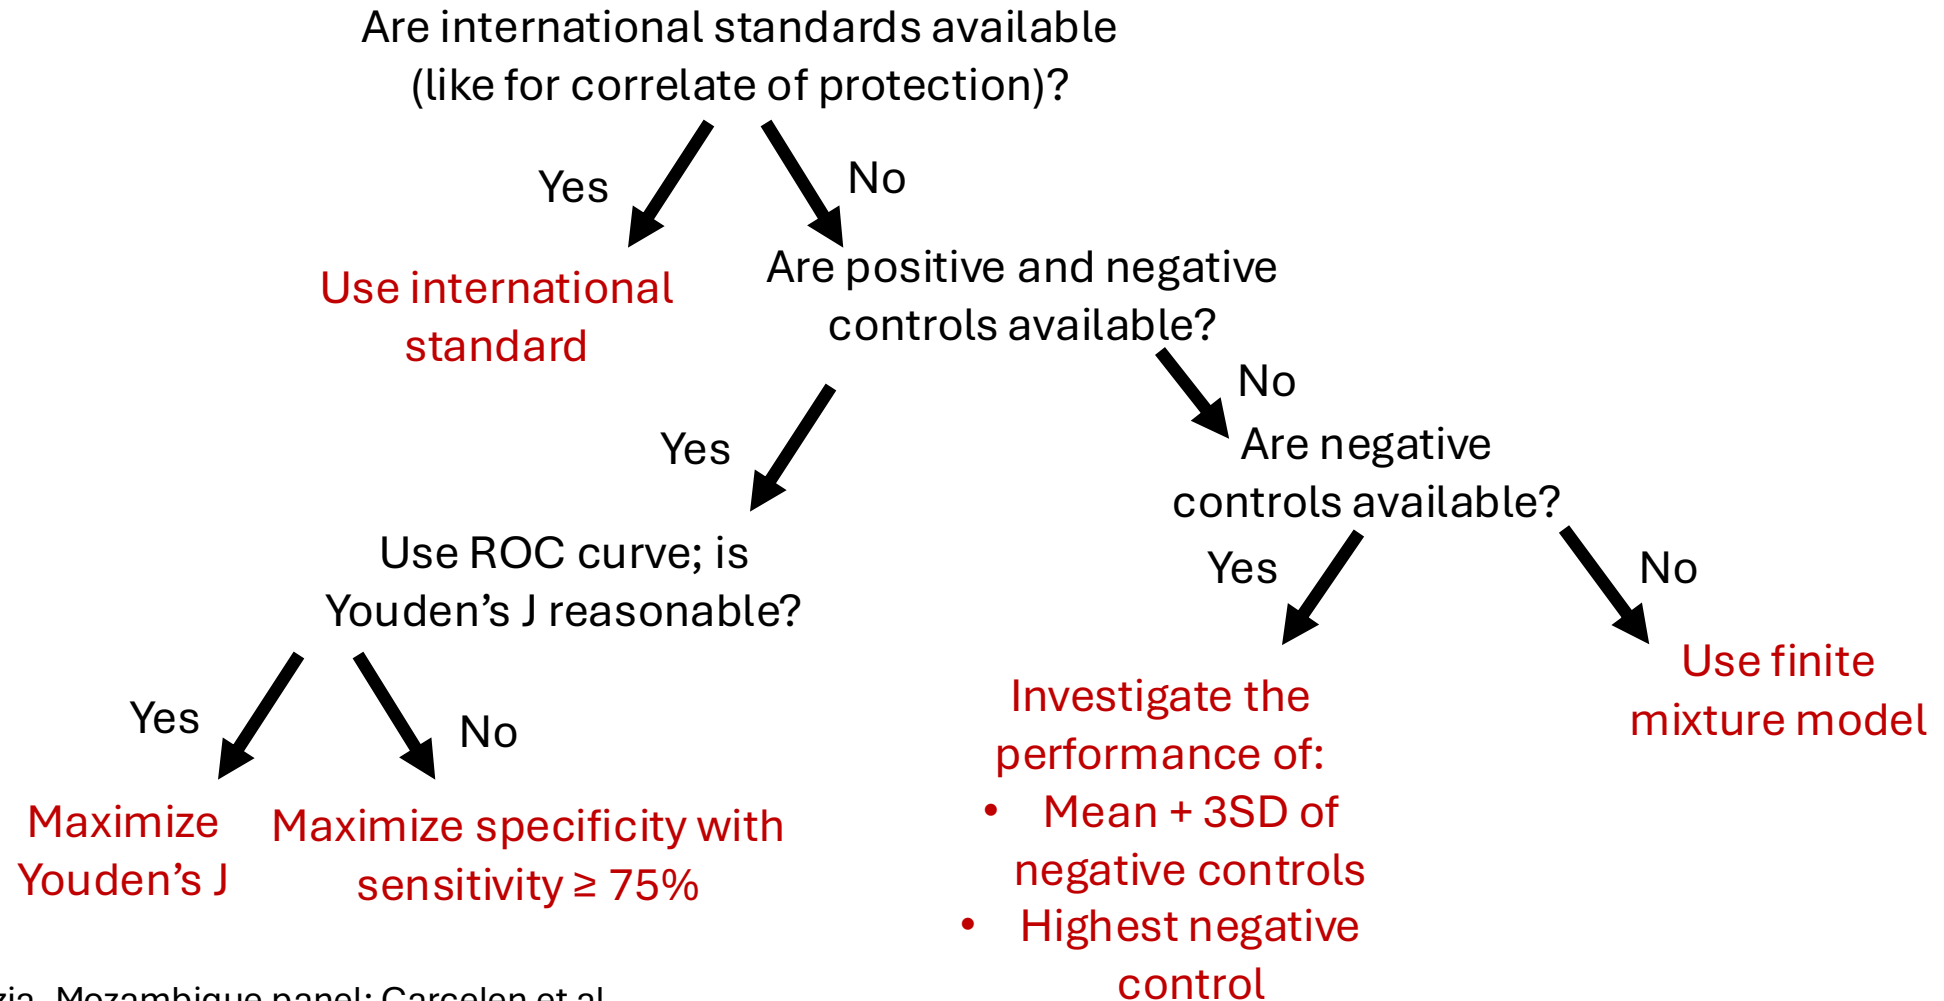 Are international standards available
(like for correlate of protection)?
Yes
No
Use international
standard
Are positive and negative
controls available?
Yes
No
Use ROC curve; is
Youden’s J reasonable?
Are negative
controls available?
Yes
No
Maximize
Youden’s J
Maximize specificity with
sensitivity ≥ 75%
Yes
No
Investigate the
performance of:
• Mean + 3SD of
negative controls
• Highest negative
control
Use finite
mixture model
Mozambique panel; Carcelen et al